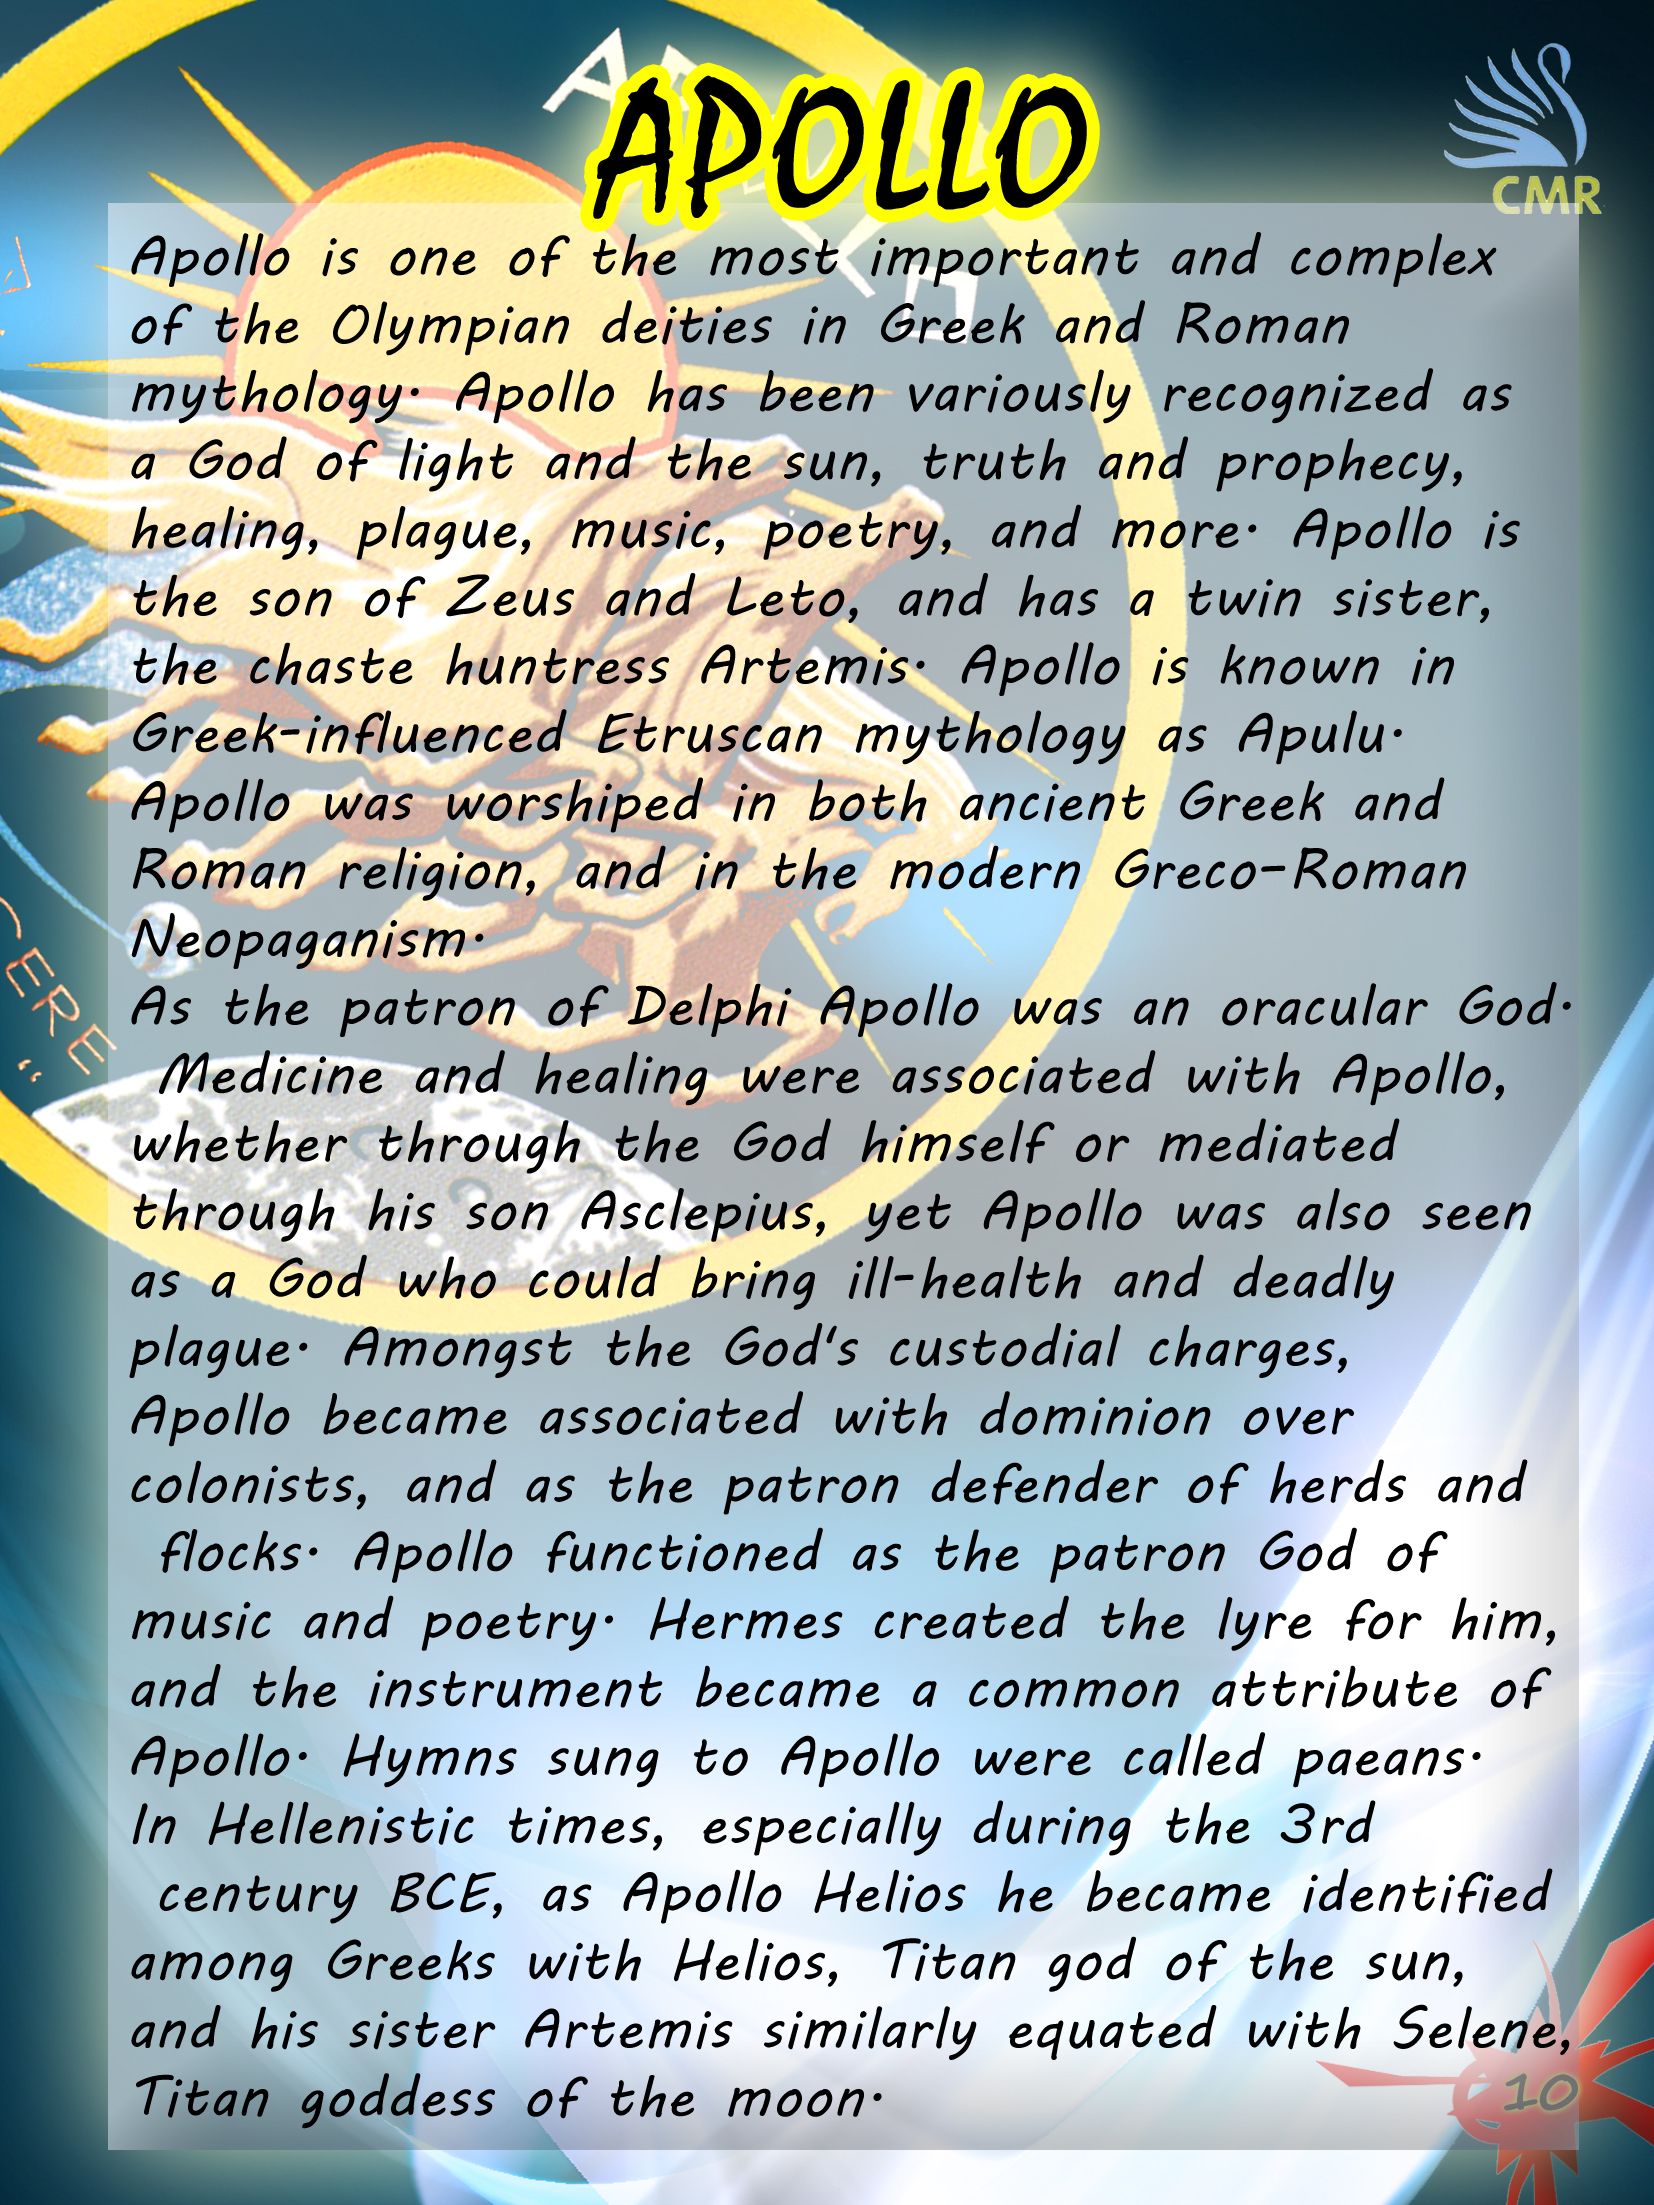 APOLLO
CMR
Apollo is one of the most important and complex
of the Olympian deities in Greek and Roman
mythology. Apollo has been variously recognized as
a God of light and the sun, truth and prophecy,
healing, plague, music, poetry, and more. Apollo is
the son of Zeus and Leto, and has a twin sister,
the chaste huntress Artemis. Apollo is known in
Greek-influenced Etruscan mythology as Apulu.
Apollo was worshiped in both ancient Greek and
Roman religion, and in the modern Greco–Roman
Neopaganism.
As the patron of Delphi Apollo was an oracular God.
Medicine and healing were associated with Apollo,
whether through the God himself or mediated
through his son Asclepius, yet Apollo was also seen
as a God who could bring ill-health and deadly
plague. Amongst the God's custodial charges,
Apollo became associated with dominion over
colonists, and as the patron defender of herds and
flocks. Apollo functioned as the patron God of
music and poetry. Hermes created the lyre for him,
and the instrument became a common attribute of
Apollo. Hymns sung to Apollo were called paeans.
In Hellenistic times, especially during the 3rd
century BCE, as Apollo Helios he became identified
among Greeks with Helios, Titan god of the sun,
and his sister Artemis similarly equated with Selene,
Titan goddess of the moon.
10